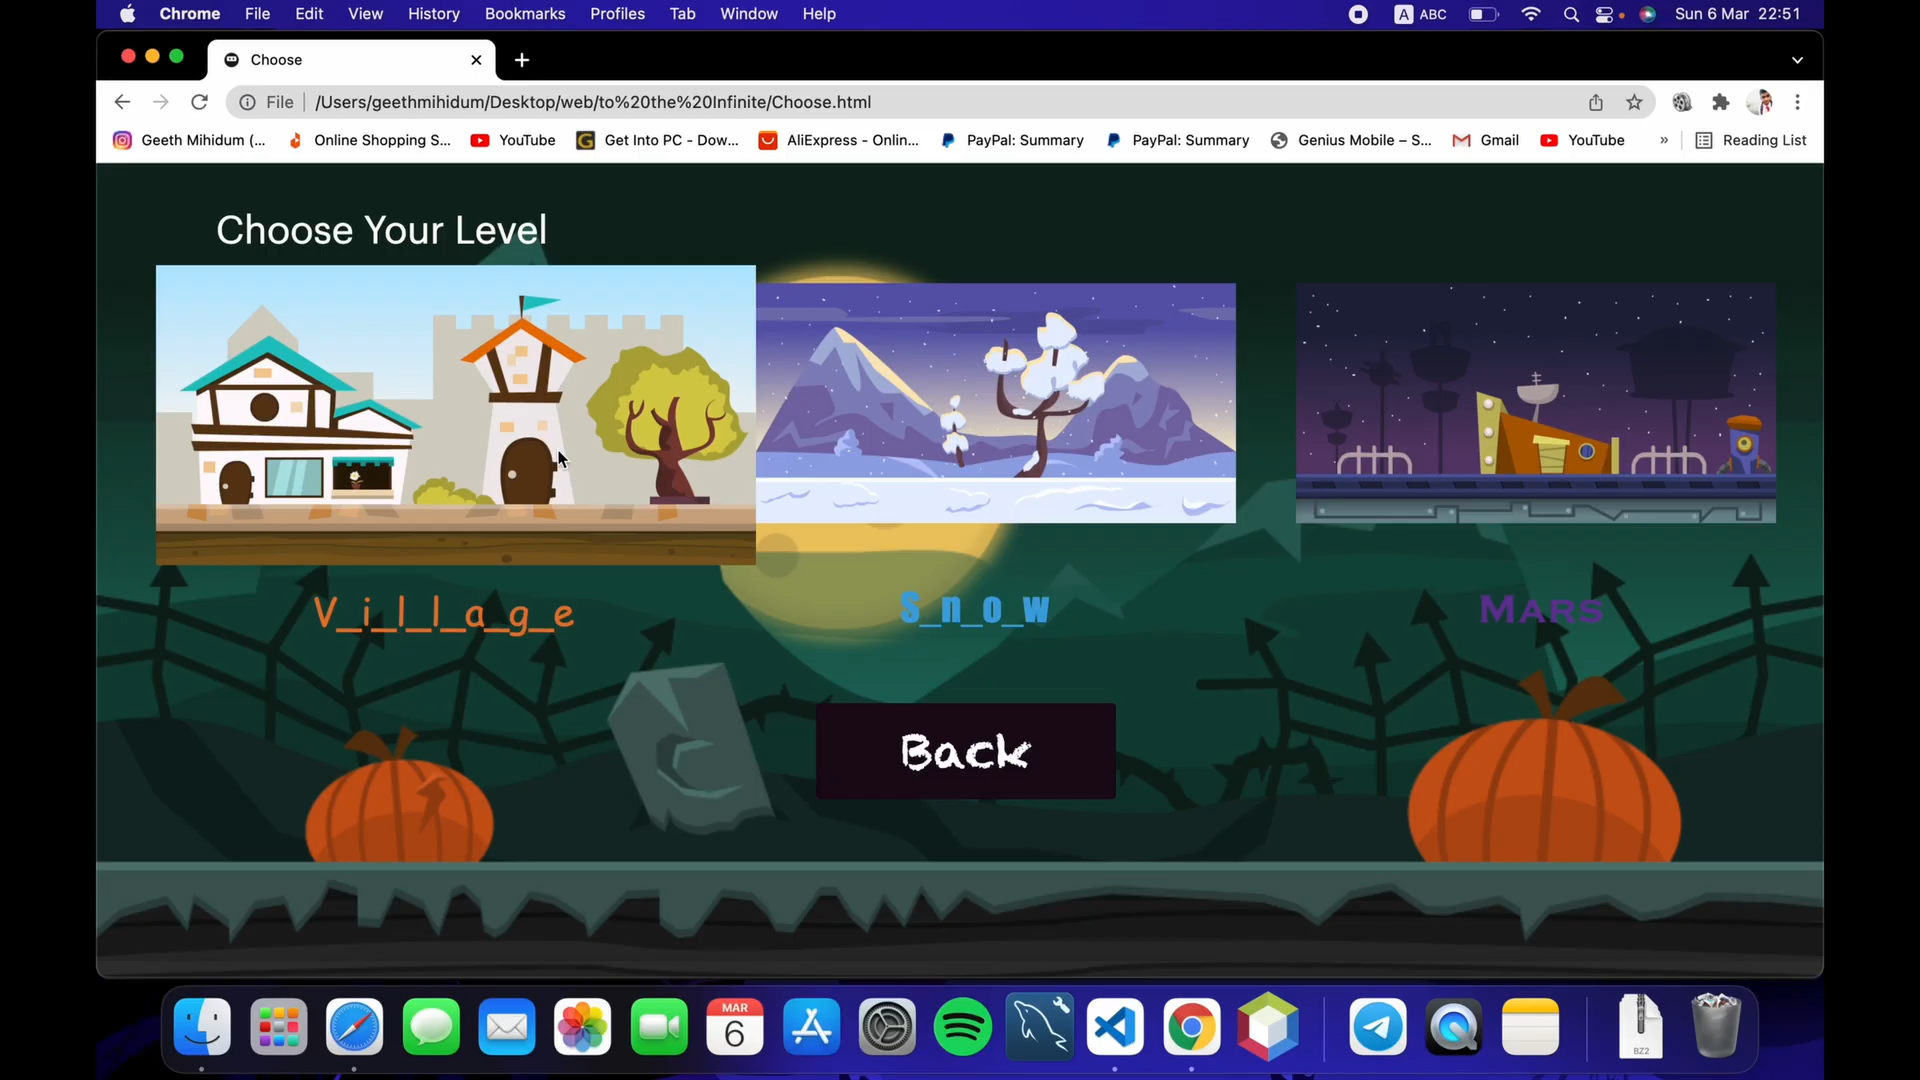 Chrome File Edit View History Bookmarks Profiles Tab Window Help A ABC Sun 6 Mar 22:51
Choose
File /Users/geethmihidum/Desktop/web/to%20the%20Infinite/Choose.html
Geeth Mihidum (... Online Shopping S... YouTube Get Into PC - Dow... AliExpress - Onlin... PayPal: Summary PayPal: Summary Genius Mobile – S... Gmail YouTube » Reading List
Choose Your Level
V_i_l_l_a_g_e S_n_o_w MARS
Back
MAR
6
BZ2